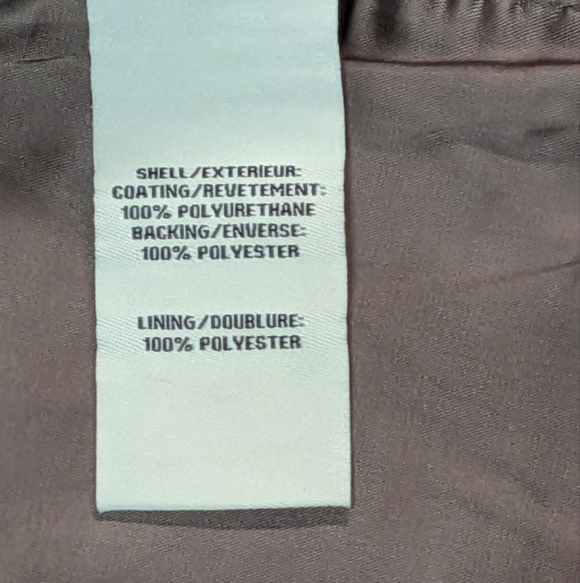 SHELL/EXTERIEUR:
COATING/REVETEMENT:
100% POLYURETHANE
BACKING/ENVERSE:
100% POLYESTER
LINING/DOUBLURE:
100% POLYESTER